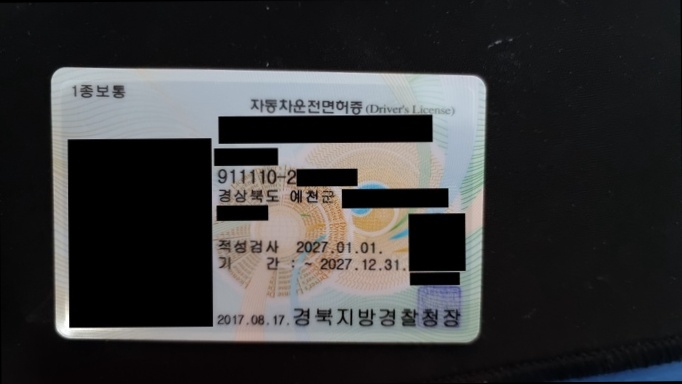 1종보통
자동차운전면허증 (Driver's License)
911110-2
경상북도 예천군
적성검사 2027.01.01.
기 간 : ~ 2027.12.31.
2017.08.17. 경북지방경찰청장